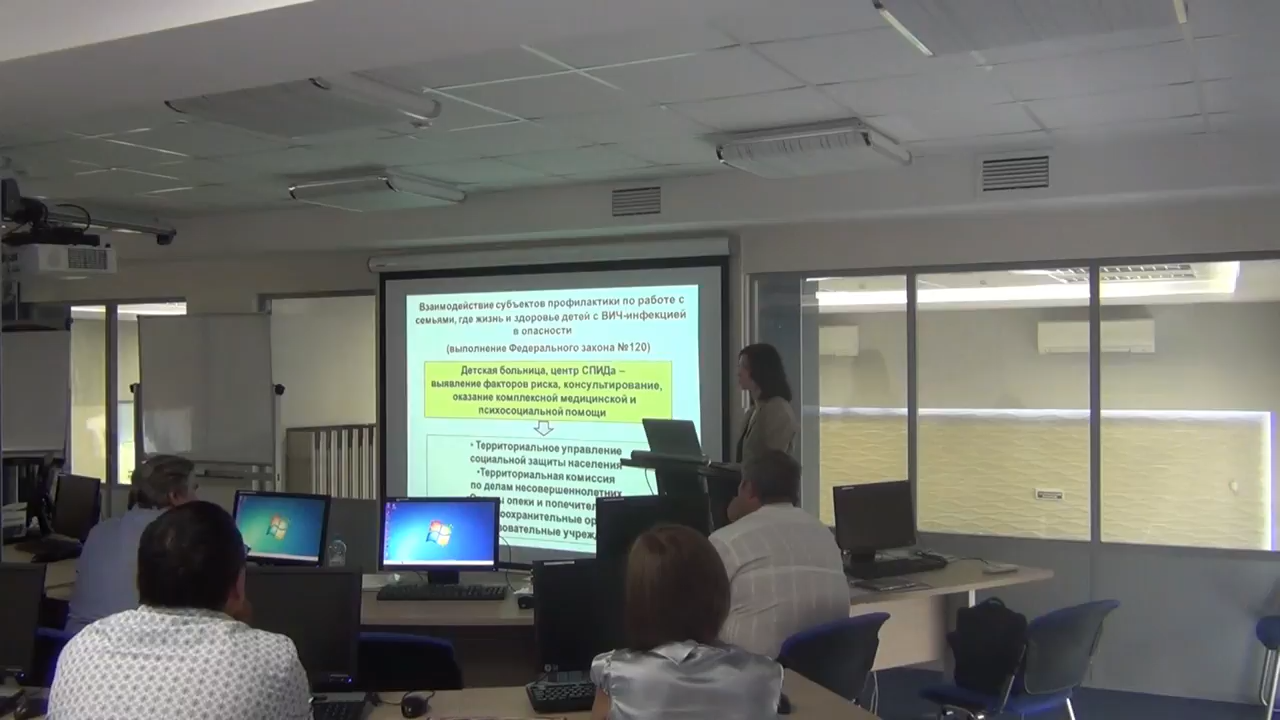 Взаимодействие субъектов профилактики по работе с
семьями, где жизнь и здоровье детей с ВИЧ-инфекцией
в опасности
(выполнение Федерального закона №120)
Детская больница, центр СПИДа –
выявление факторов риска, консультирование,
оказание комплексной медицинской и
психосоциальной помощи
• Территориальное управление
социальной защиты населения
•Территориальная комиссия
по делам несовершеннолетних
опеки и